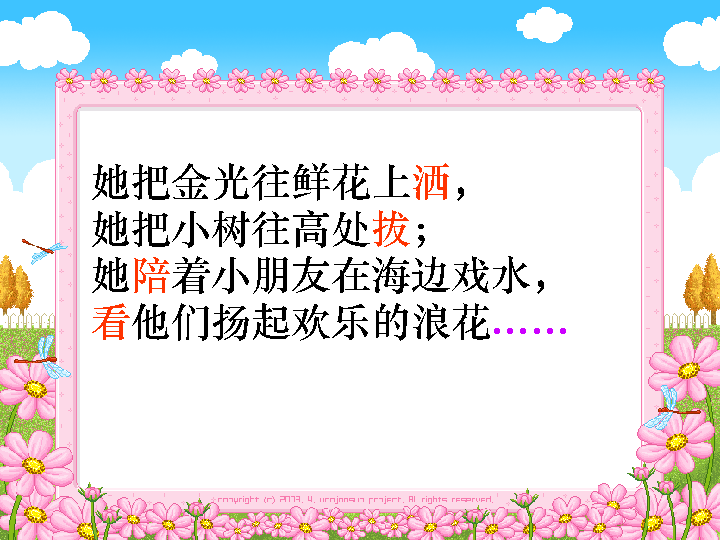 她把金光往鲜花上洒，
她把小树往高处拔；
她陪着小朋友在海边戏水，
看他们扬起欢乐的浪花……